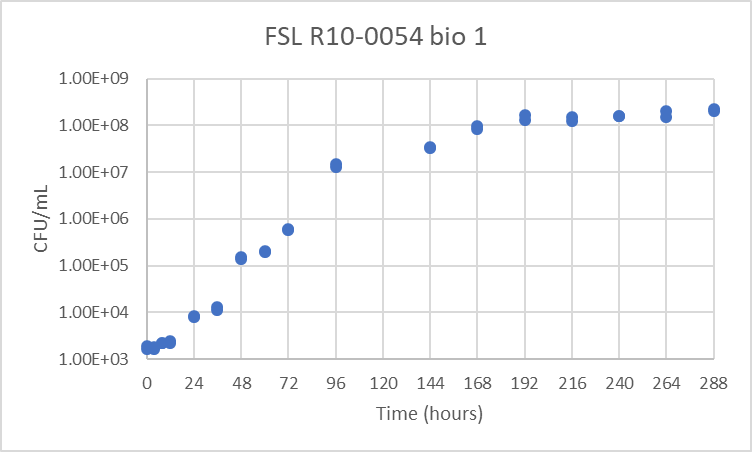 FSL R10-0054 bio 1
1.00E+09
1.00E+08
1.00E+07
1.00E+06
1.00E+05
1.00E+04
1.00E+03
CFU/mL
0 24 48 72 96 120 144 168 192 216 240 264 288
Time (hours)